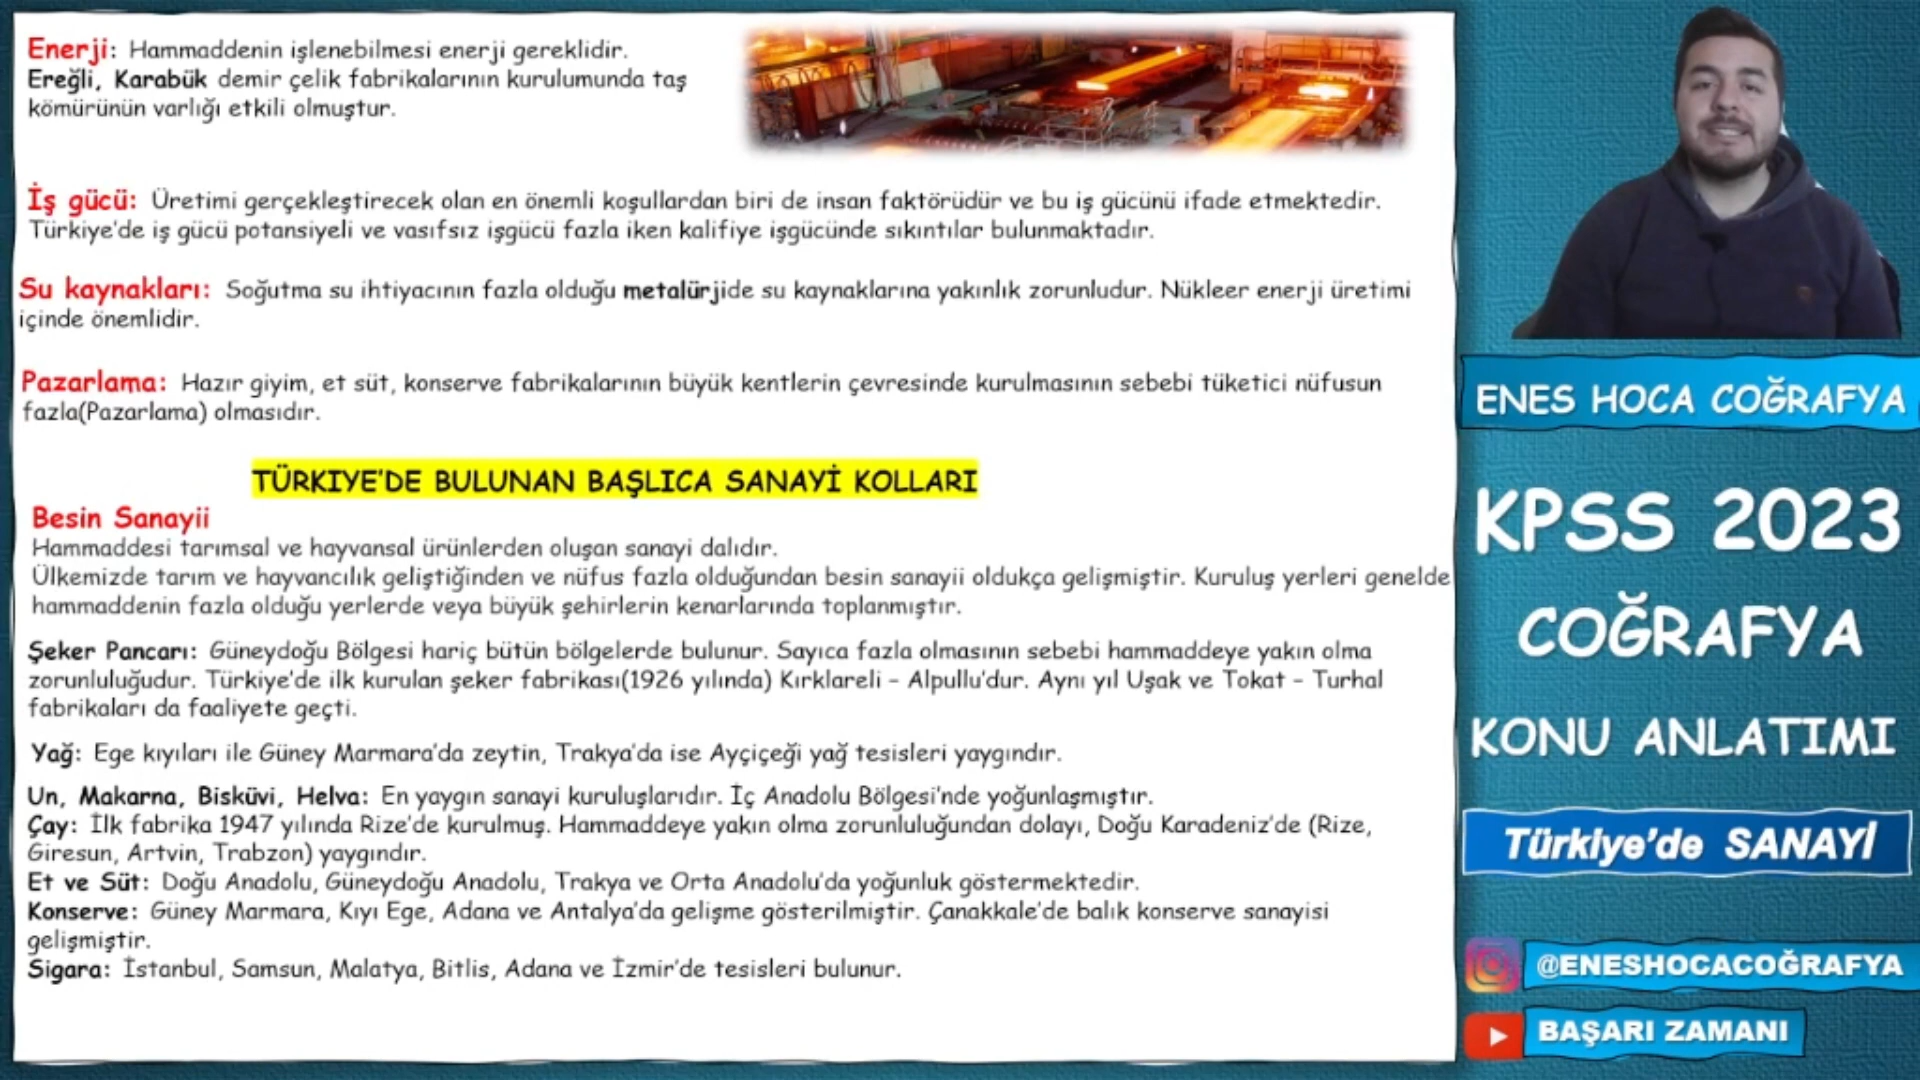 Enerji: Hammaddenin işlenebilmesi enerji gereklidir.
Ereğli, Karabük demir çelik fabrikalarının kurulumunda taş
kömürünün varlığı etkili olmuştur.
İş gücü: Üretimi gerçekleştirecek olan en önemli koşullardan biri de insan faktörüdür ve bu iş gücünü ifade etmektedir.
Türkiye'de iş gücü potansiyeli ve vasıfsız işgücü fazla iken kalifiye işgücünde sıkıntılar bulunmaktadır.
Su kaynakları: Soğutma su ihtiyacının fazla olduğu metalürjide su kaynaklarına yakınlık zorunludur. Nükleer enerji üretimi
içinde önemlidir.
Pazarlama: Hazır giyim, et süt, konserve fabrikalarının büyük kentlerin çevresinde kurulmasının sebebi tüketici nüfusun
fazla(Pazarlama) olmasıdır.
TÜRKIYE'DE BULUNAN BAŞLICA SANAYİ KOLLARI
Besin Sanayii
Hammaddesi tarımsal ve hayvansal ürünlerden oluşan sanayi dalıdır.
Ülkemizde tarım ve hayvancılık geliştiğinden ve nüfus fazla olduğundan besin sanayii oldukça gelişmiştir. Kuruluş yerleri genelde
hammaddenin fazla olduğu yerlerde veya büyük şehirlerin kenarlarında toplanmıştır.
Şeker Pancarı: Güneydoğu Bölgesi hariç bütün bölgelerde bulunur. Sayıca fazla olmasının sebebi hammaddeye yakın olma
zorunluluğudur. Türkiye'de ilk kurulan şeker fabrikası(1926 yılında) Kırklareli – Alpullu'dur. Aynı yıl Uşak ve Tokat – Turhal
fabrikaları da faaliyete geçti.
Yağ: Ege kıyıları ile Güney Marmara'da zeytin, Trakya'da ise Ayçiçeği yağ tesisleri yaygındır.
Un, Makarna, Bisküvi, Helva: En yaygın sanayi kuruluşlarıdır. İç Anadolu Bölgesi'nde yoğunlaşmıştır.
Çay: İlk fabrika 1947 yılında Rize'de kurulmuş. Hammaddeye yakın olma zorunluluğundan dolayı, Doğu Karadeniz'de (Rize,
Giresun, Artvin, Trabzon) yaygındır.
Et ve Süt: Doğu Anadolu, Güneydoğu Anadolu, Trakya ve Orta Anadolu'da yoğunluk göstermektedir.
Konserve: Güney Marmara, Kıyı Ege, Adana ve Antalya'da gelişme gösterilmiştir. Çanakkale'de balık konserve sanayisi
gelişmiştir.
Sigara: İstanbul, Samsun, Malatya, Bitlis, Adana ve İzmir'de tesisleri bulunur.
ENES HOCA COĞRAFYA
KPSS 2023
COĞRAFYA
KONU ANLATIMI
Türkiye'de SANAYİ
@ENESHOCACOĞRAFYA
BAŞARI ZAMANI